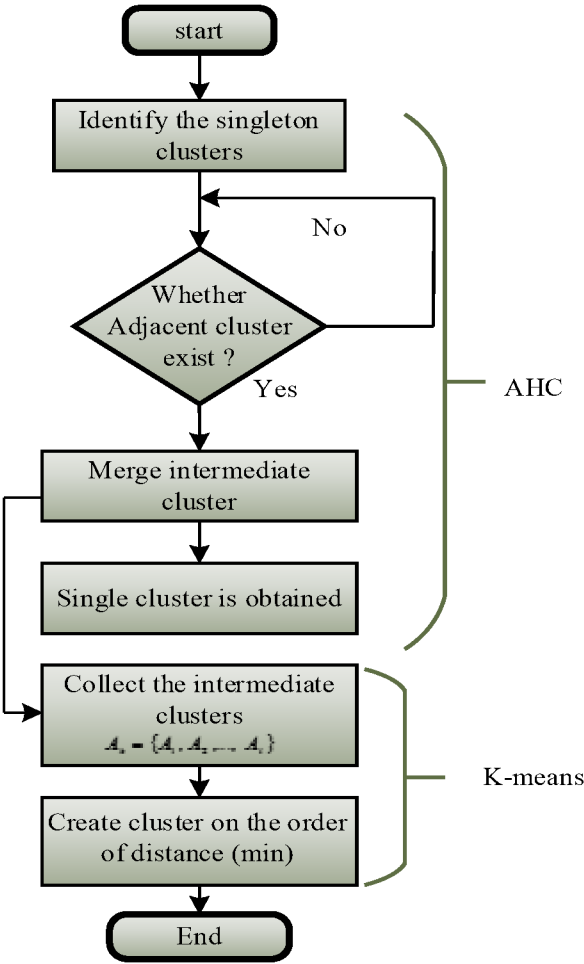 start
Identify the singleton
clusters
No
Whether
Adjacent cluster
exist ?
Yes
AHC
Merge intermediate
cluster
Single cluster is obtained
Collect the intermediate
clusters
K-means
Create cluster on the order
of distance (min)
End